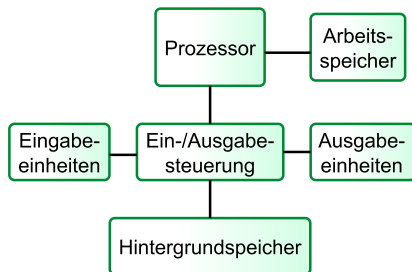 Prozessor
Arbeits-
speicher
Eingabe-
einheiten
Ein-/Ausgabe-
steuerung
Ausgabe-
einheiten
Hintergrundspeicher